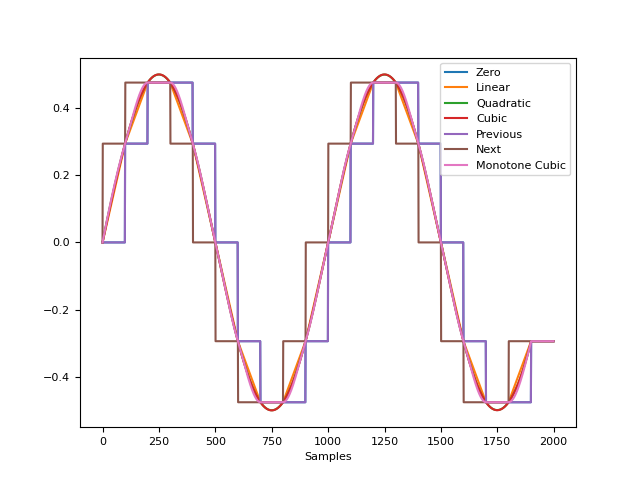 Zero
Linear
Quadratic
Cubic
Previous
Next
Monotone Cubic
0.4
0.2
0.0
−0.2
−0.4
0 250 500 750 1000 1250 1500 1750 2000
Samples